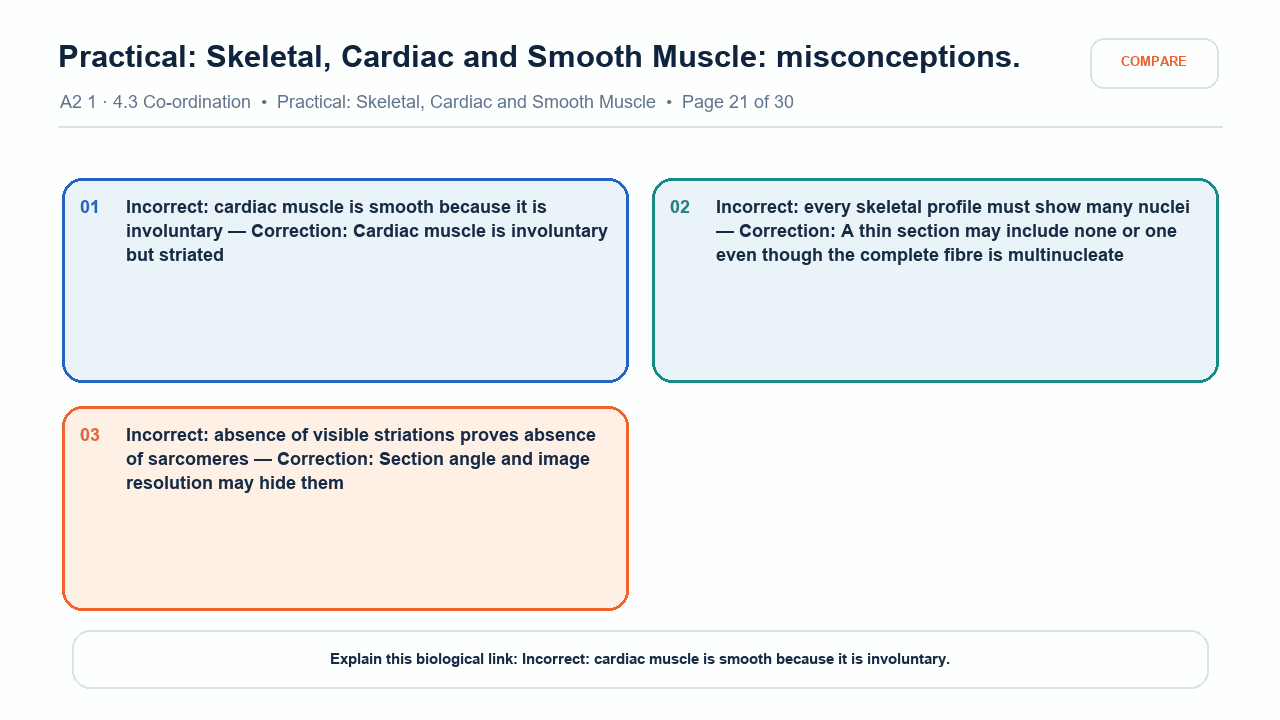 Practical: Skeletal, Cardiac and Smooth Muscle: misconceptions.
COMPARE
A2 1 · 4.3 Co-ordination • Practical: Skeletal, Cardiac and Smooth Muscle • Page 21 of 30
01
Incorrect: cardiac muscle is smooth because it is
involuntary — Correction: Cardiac muscle is involuntary
but striated
02
Incorrect: every skeletal profile must show many nuclei
— Correction: A thin section may include none or one
even though the complete fibre is multinucleate
03
Incorrect: absence of visible striations proves absence
of sarcomeres — Correction: Section angle and image
resolution may hide them
Explain this biological link: Incorrect: cardiac muscle is smooth because it is involuntary.